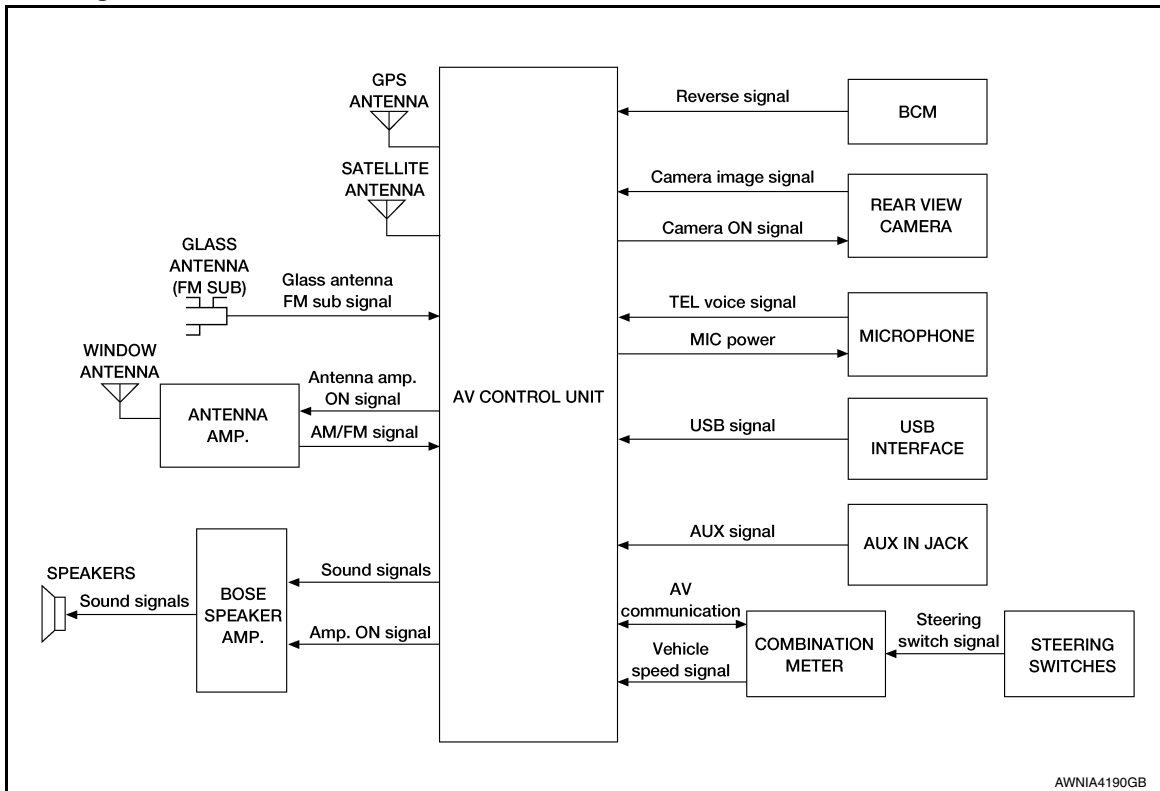 GPS
ANTENNA
SATELLITE
ANTENNA
GLASS
ANTENNA
(FM SUB)
Glass antenna
FM sub signal
WINDOW
ANTENNA
ANTENNA
AMP.
Antenna amp.
ON signal
AM/FM signal
SPEAKERS
Sound signals
BOSE
SPEAKER
AMP.
Sound signals
Amp. ON signal
AV CONTROL UNIT
Reverse signal
BCM
Camera image signal
Camera ON signal
REAR VIEW
CAMERA
TEL voice signal
MIC power
MICROPHONE
USB signal
USB
INTERFACE
AUX signal
AUX IN JACK
AV
communication
Vehicle
speed signal
COMBINATION
METER
Steering
switch signal
STEERING
SWITCHES
AWNIA4190GB